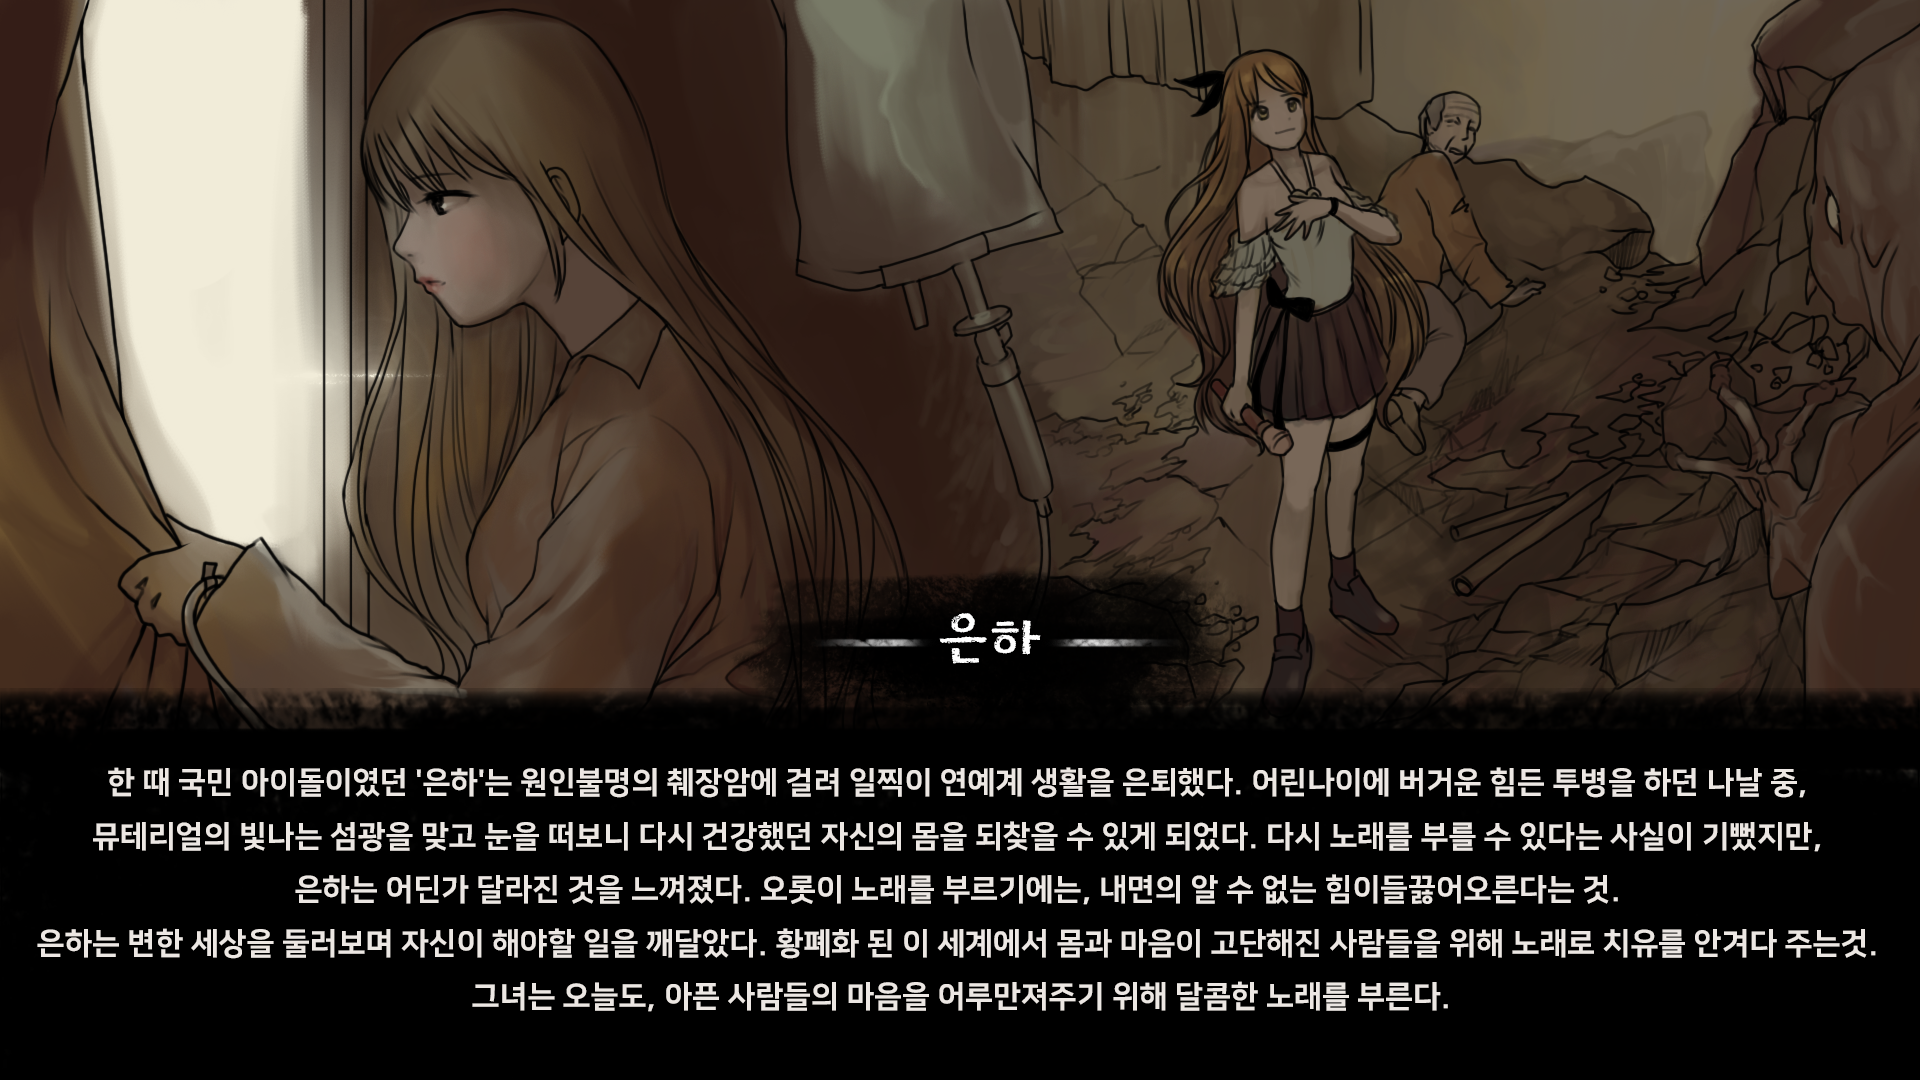 은하
한 때 국민 아이돌이였던 '은하'는 원인불명의 췌장암에 걸려 일찍이 연예계 생활을 은퇴했다. 어린나이에 버거운 힘든 투병을 하던 나날 중,
뮤테리얼의 빛나는 섬광을 맞고 눈을 떠보니 다시 건강했던 자신의 몸을 되찾을 수 있게 되었다. 다시 노래를 부를 수 있다는 사실이 기뻤지만,
은하는 어딘가 달라진 것을 느껴졌다. 오롯이 노래를 부르기에는, 내면의 알 수 없는 힘이들끓어오른다는 것.
은하는 변한 세상을 둘러보며 자신이 해야할 일을 깨달았다. 황폐화 된 이 세계에서 몸과 마음이 고단해진 사람들을 위해 노래로 치유를 안겨다 주는것.
그녀는 오늘도, 아픈 사람들의 마음을 어루만져주기 위해 달콤한 노래를 부른다.